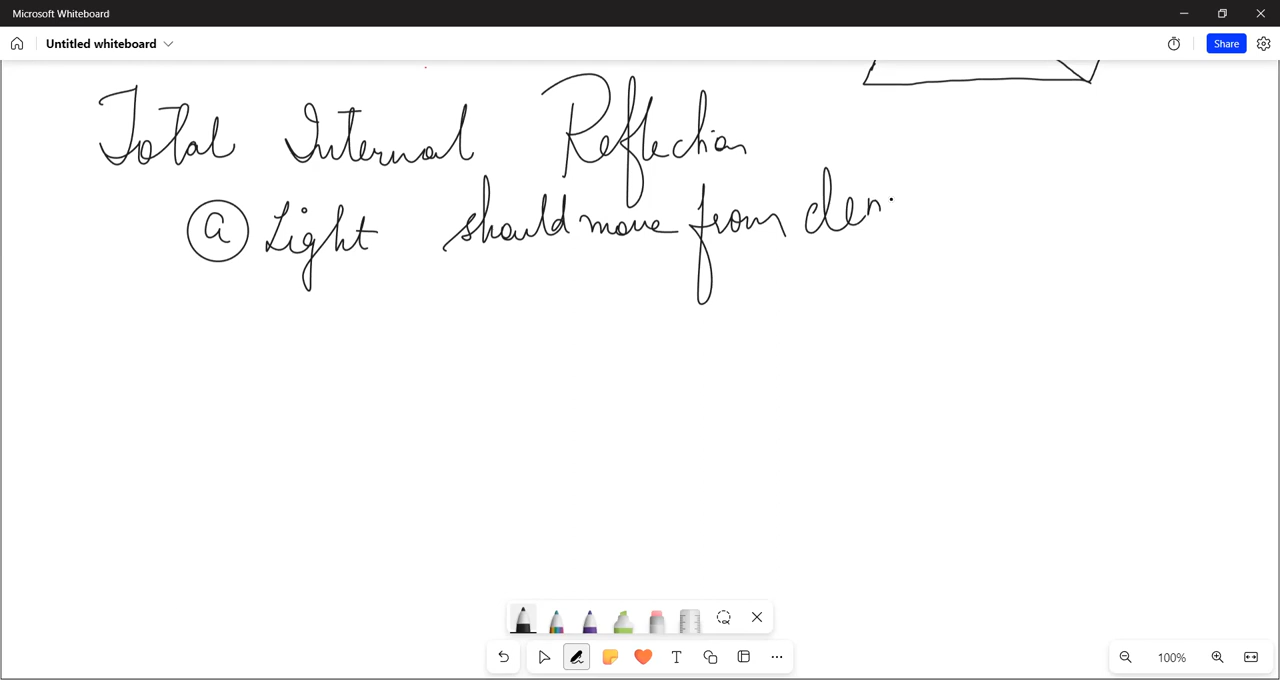 Microsoft Whiteboard
Untitled whiteboard
Share
Total Internal Reflection
a Light should move from den
100%